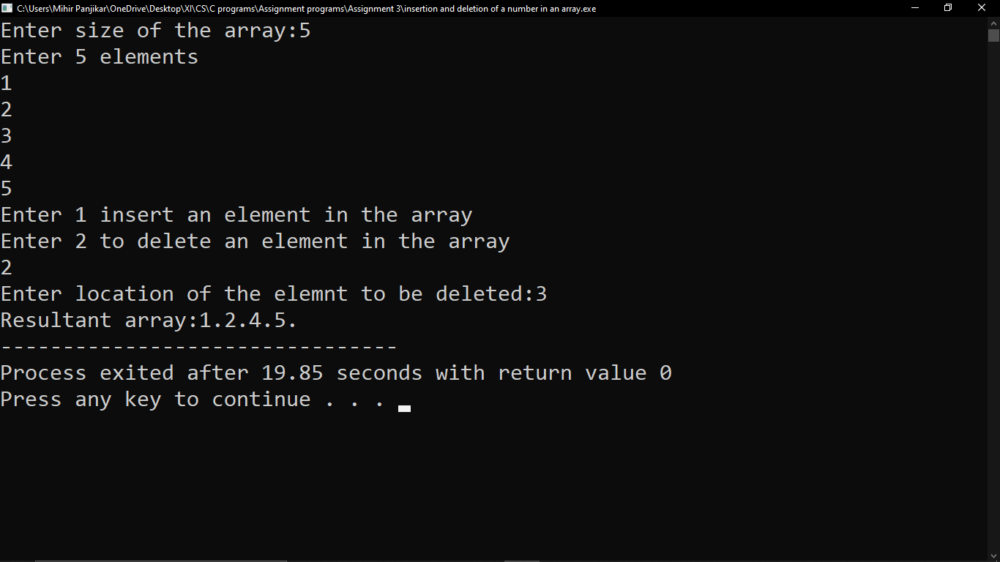 C:\Users\Mihir Panjikar\OneDrive\Desktop\XI\CS\C programs\Assignment programs\Assignment 3\insertion and deletion of a number in an array.exe
Enter size of the array:5
Enter 5 elements
1
2
3
4
5
Enter 1 insert an element in the array
Enter 2 to delete an element in the array
2
Enter location of the elemnt to be deleted:3
Resultant array:1.2.4.5.
--------------------------------
Process exited after 19.85 seconds with return value 0
Press any key to continue . . .